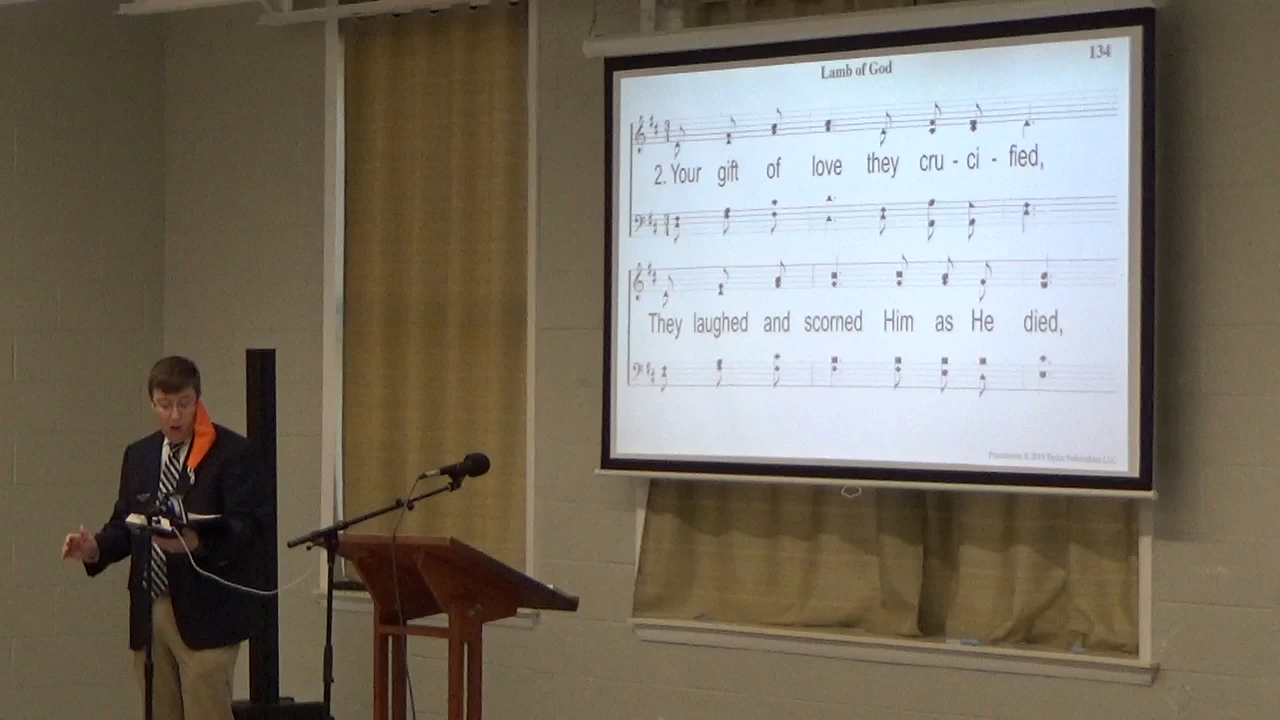 134
Lamb of God
2. Your gift of love they cru - ci - fied,
They laughed and scorned Him as He died,